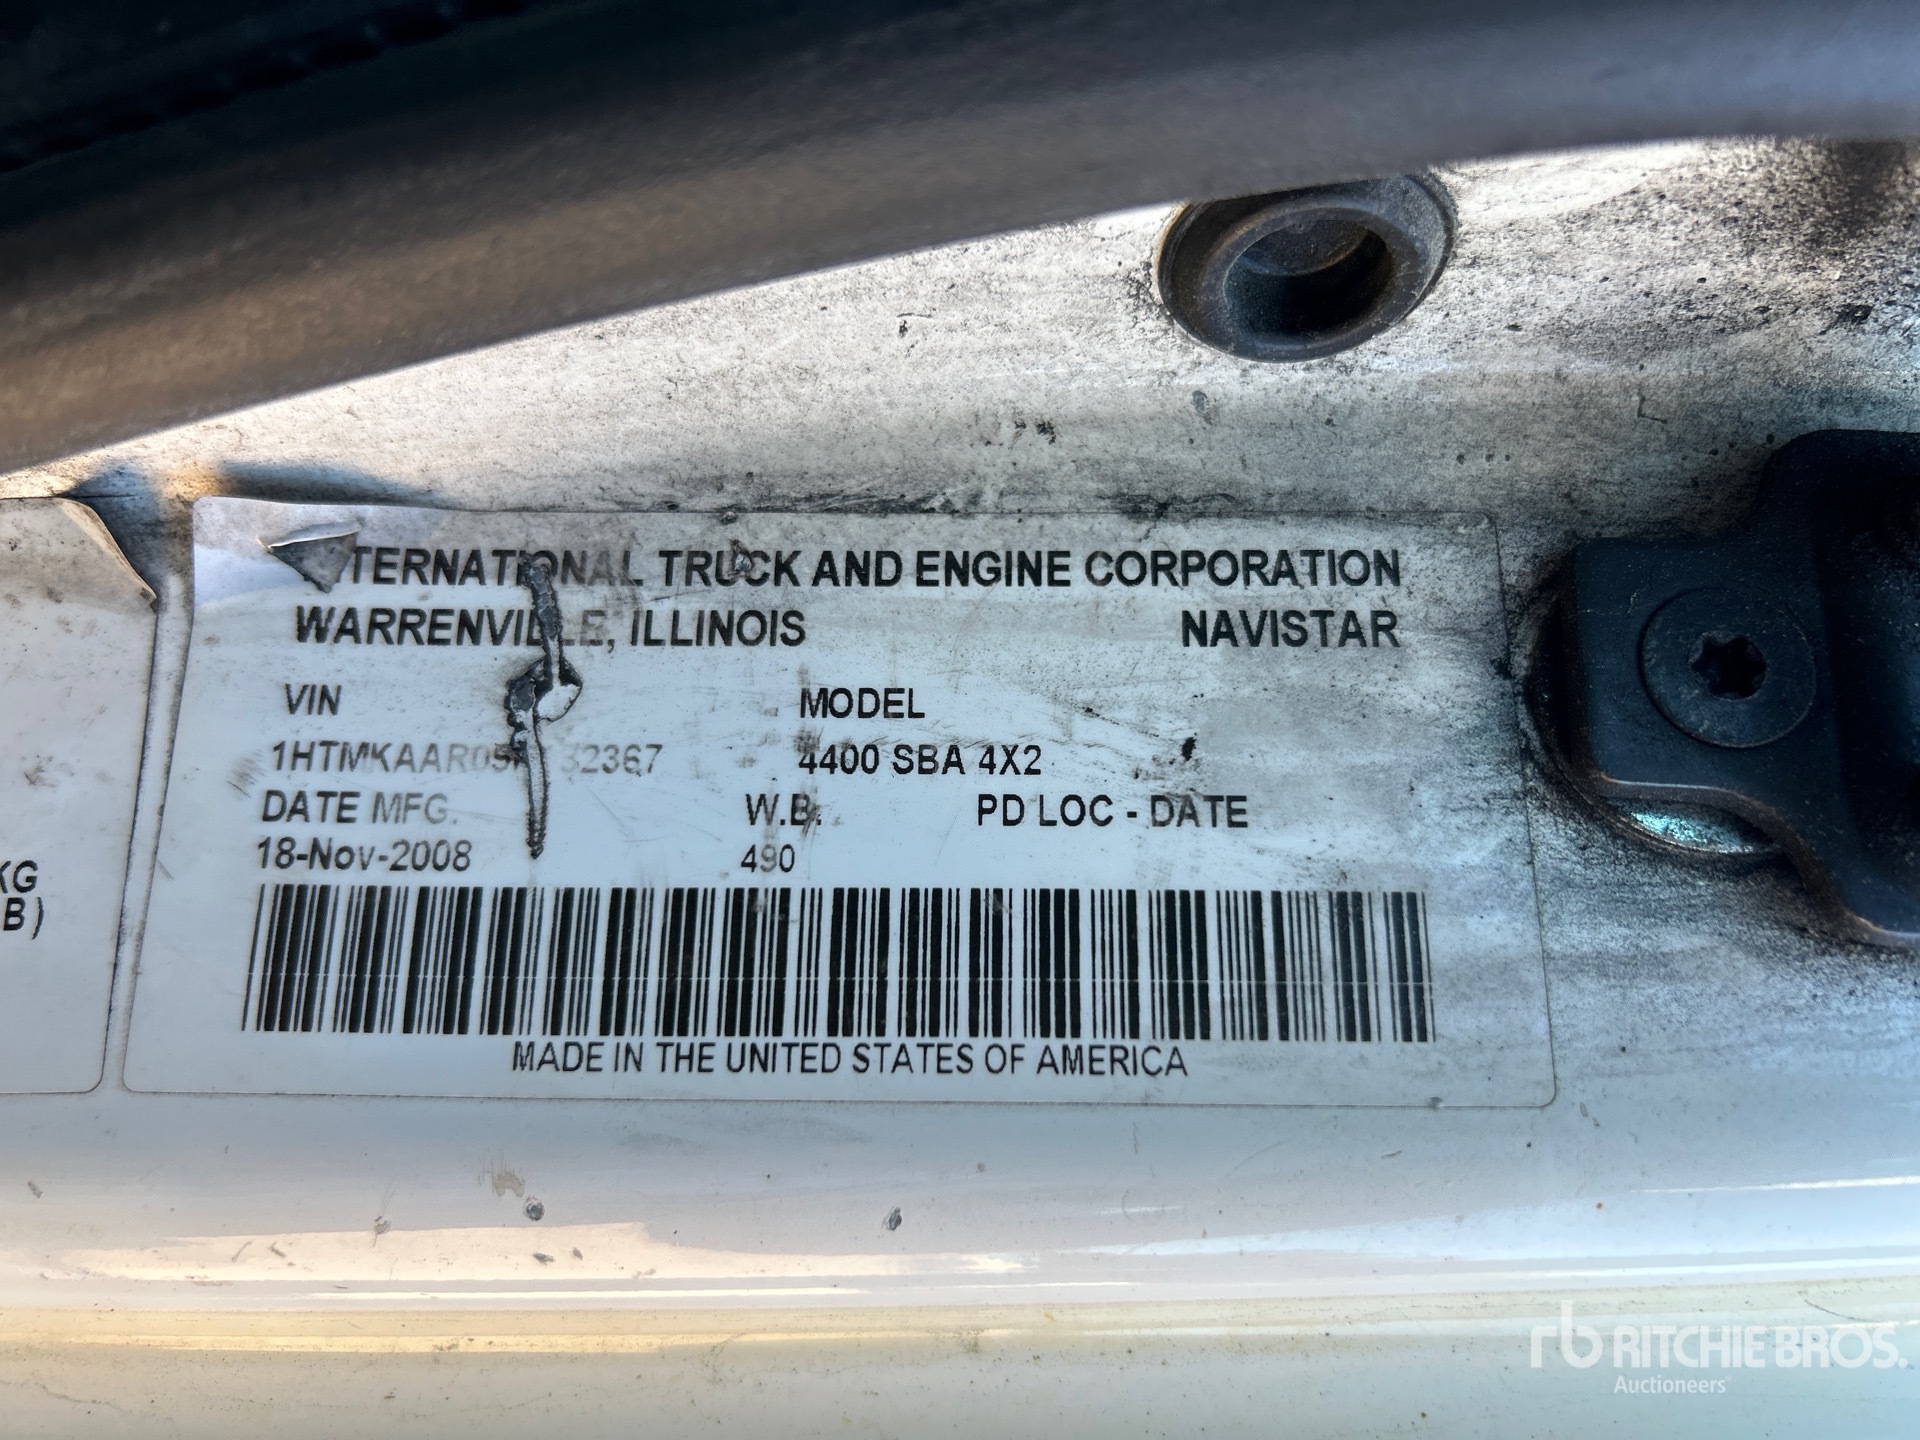 INTERNATIONAL TRUCK AND ENGINE CORPORATION
WARRENVILLE, ILLINOIS NAVISTAR
VIN MODEL
4400 SBA 4X2
DATE MFG. W.B. PD LOC - DATE
18-Nov-2008 490
KG
B)
MADE IN THE UNITED STATES OF AMERICA
rb RITCHIE BROS.
Auctioneers